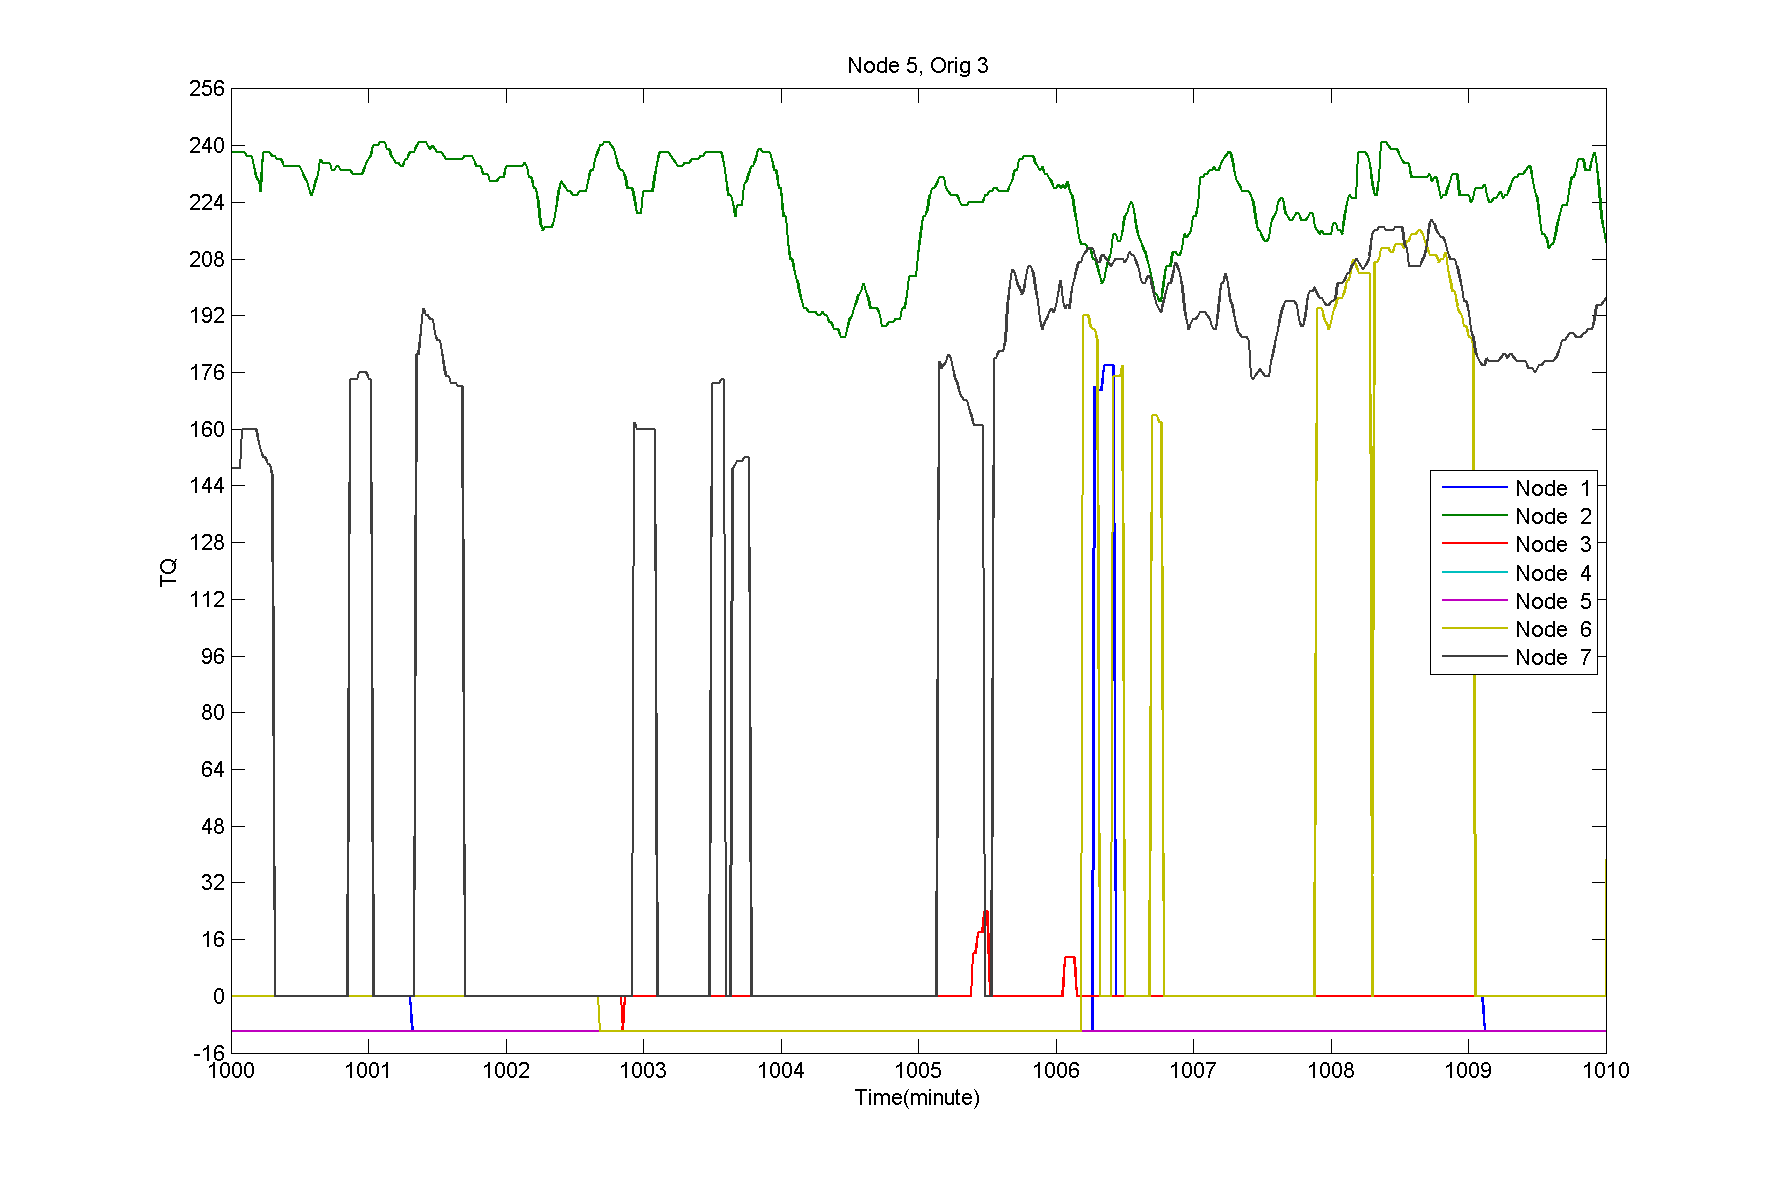 Node 5, Orig 3
256
240
224
208
192
176
160
144
128
112
96
80
64
48
32
16
0
-16
TQ
Node 1
Node 2
Node 3
Node 4
Node 5
Node 6
Node 7
1000 1001 1002 1003 1004 1005 1006 1007 1008 1009 1010
Time(minute)